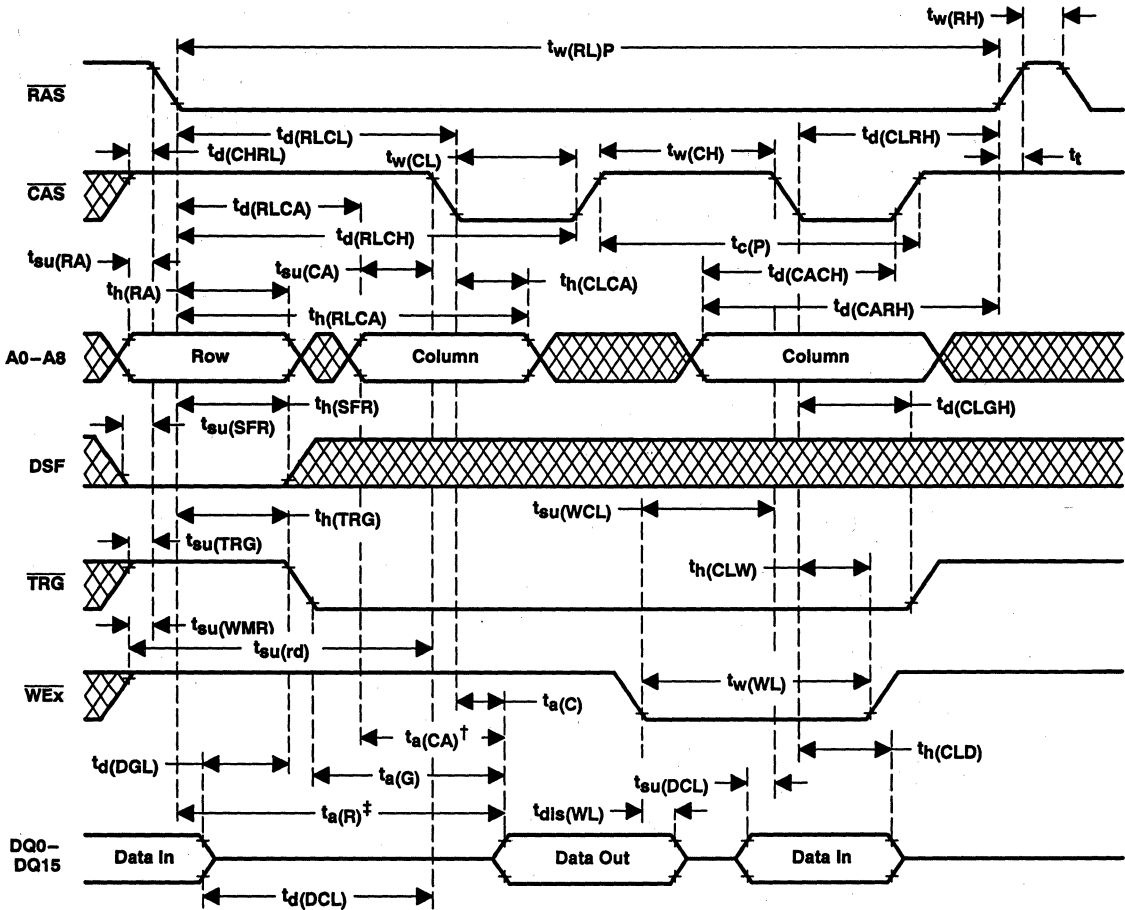 tw(RH)
tw(RL)P
RAS
td(RLCL)
td(CLRH)
td(CHRL)
tw(CL)
tw(CH)
tt
CAS
td(RLCA)
td(RLCH)
tc(P)
tsu(RA)
tsu(CA)
td(CACH)
th(RA)
th(CLCA)
th(RLCA)
td(CARH)
A0–A8
Row
Column
Column
th(SFR)
td(CLGH)
tsu(SFR)
DSF
th(TRG)
tsu(WCL)
tsu(TRG)
th(CLW)
TRG
tsu(WMR)
tsu(rd)
WEx
tw(WL)
ta(C)
ta(CA)†
th(CLD)
td(DGL)
ta(G)
tsu(DCL)
ta(R)‡
tdis(WL)
DQ0–
DQ15
Data In
Data Out
Data In
td(DCL)